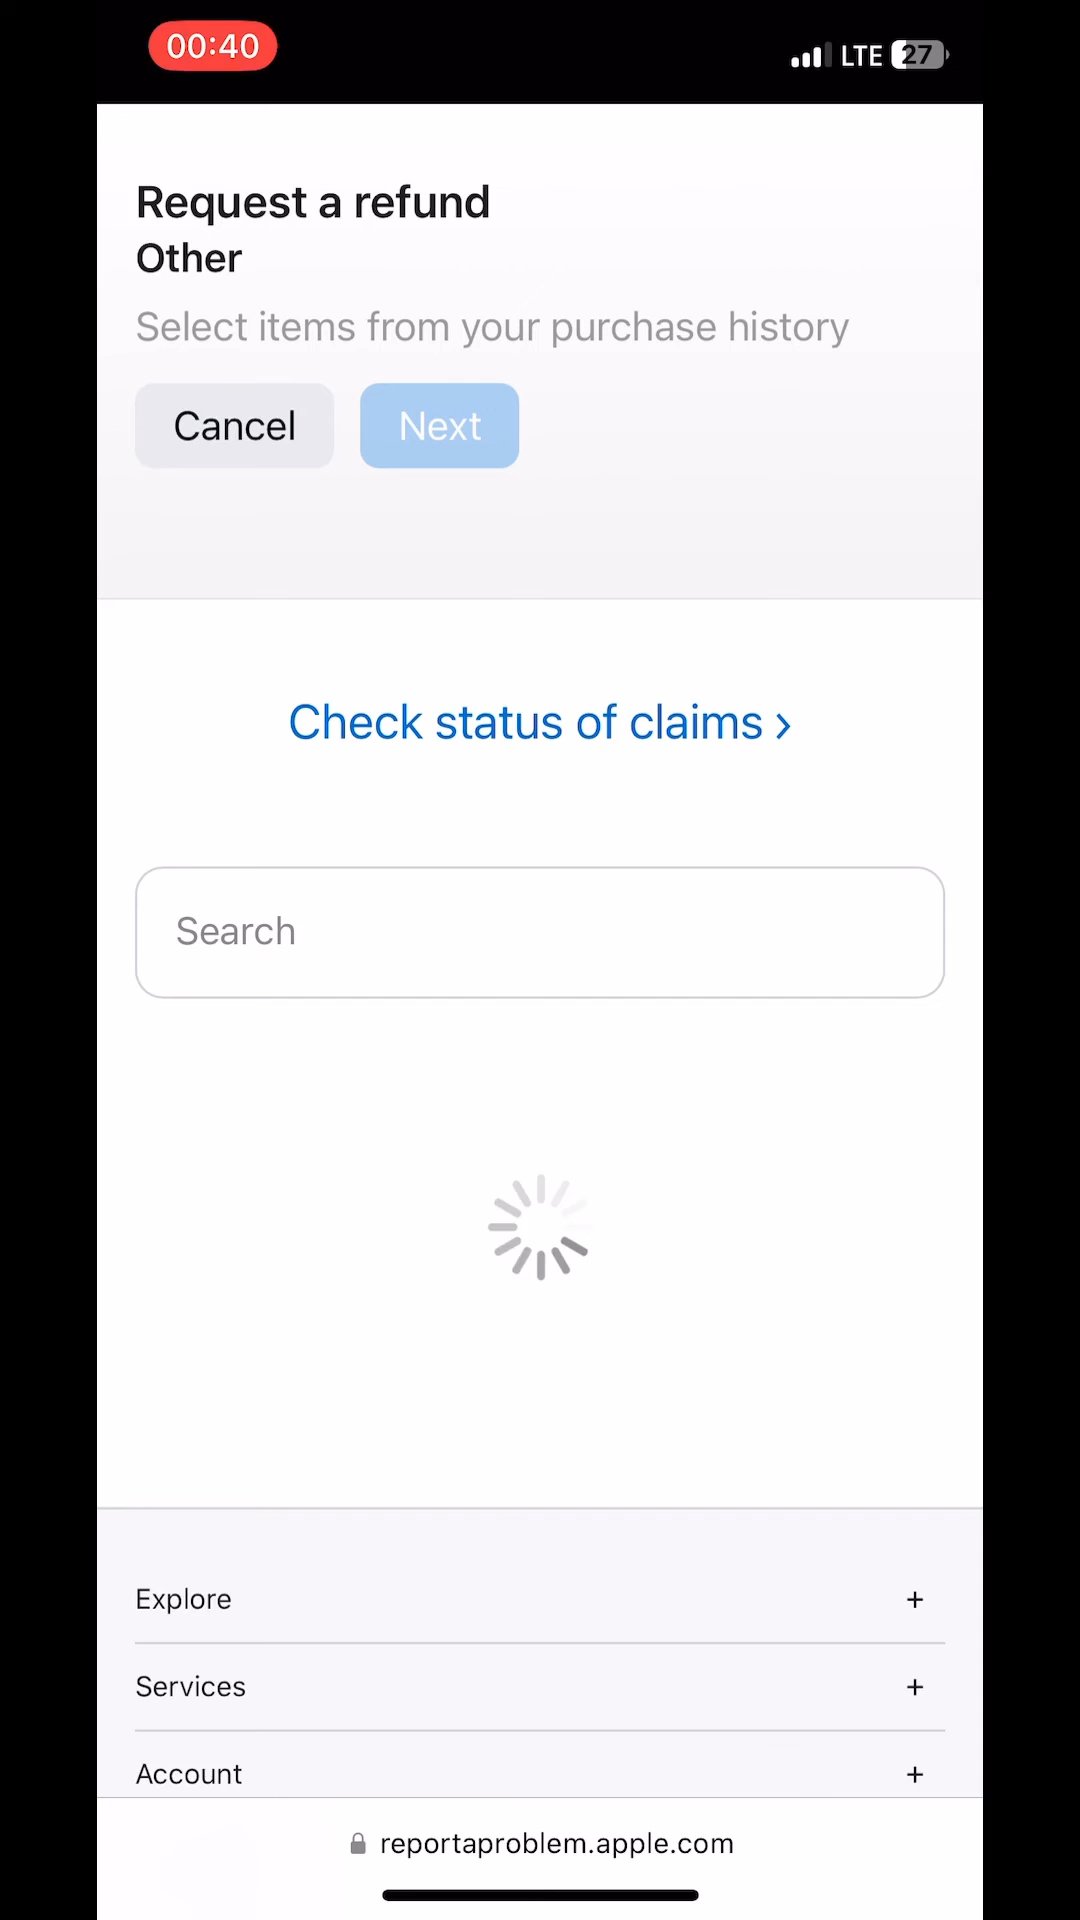 00:40
LTE 27
Request a refund
Other
Select items from your purchase history
Cancel
Next
Check status of claims ›
Search
Explore +
Services +
Account +
reportaproblem.apple.com